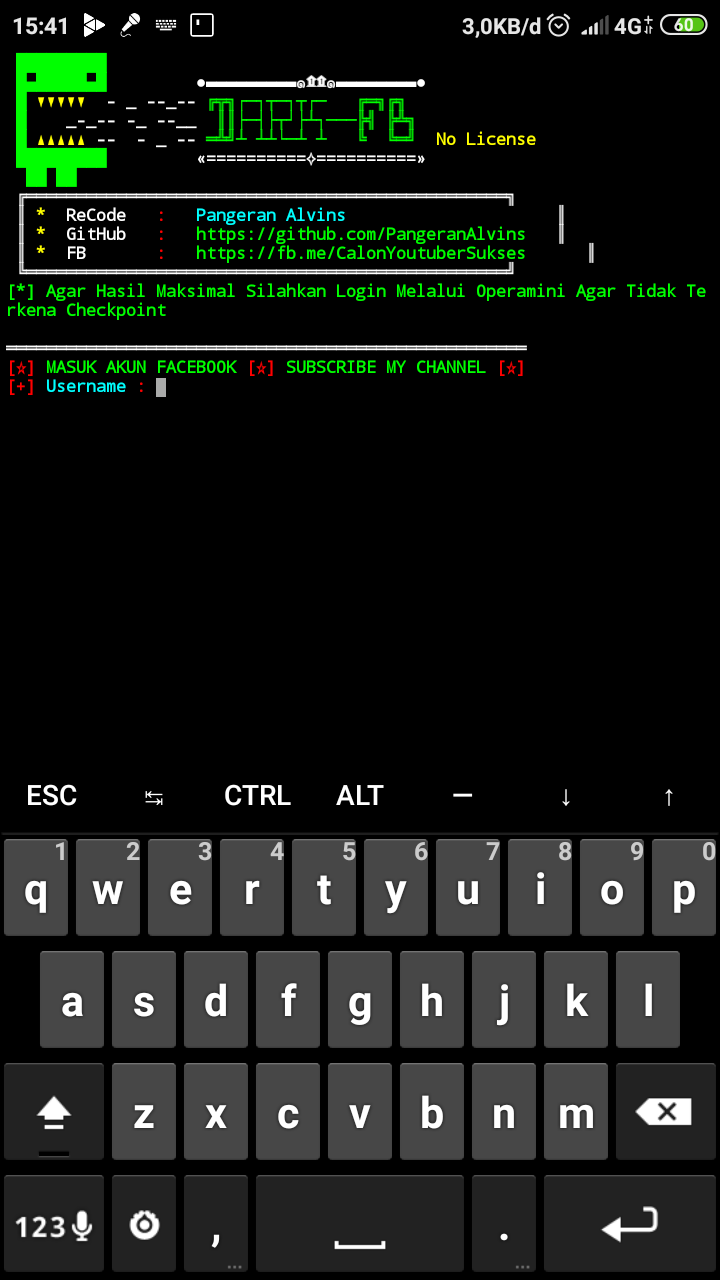 15:41 3,0KB/d 4G 60
DARK-FB
No License
* ReCode : Pangeran Alvins
* GitHub : https://github.com/PangeranAlvins
* FB : https://fb.me/CalonYoutuberSukses
[*] Agar Hasil Maksimal Silahkan Login Melalui Operamini Agar Tidak Te
rkena Checkpoint
[☆] MASUK AKUN FACEBOOK [☆] SUBSCRIBE MY CHANNEL [☆]
[+] Username :
ESC ↹ CTRL ALT — ↓ ↑
1 2 3 4 5 6 7 8 9 0
q w e r t y u i o p
a s d f g h j k l
z x c v b n m
123 , .